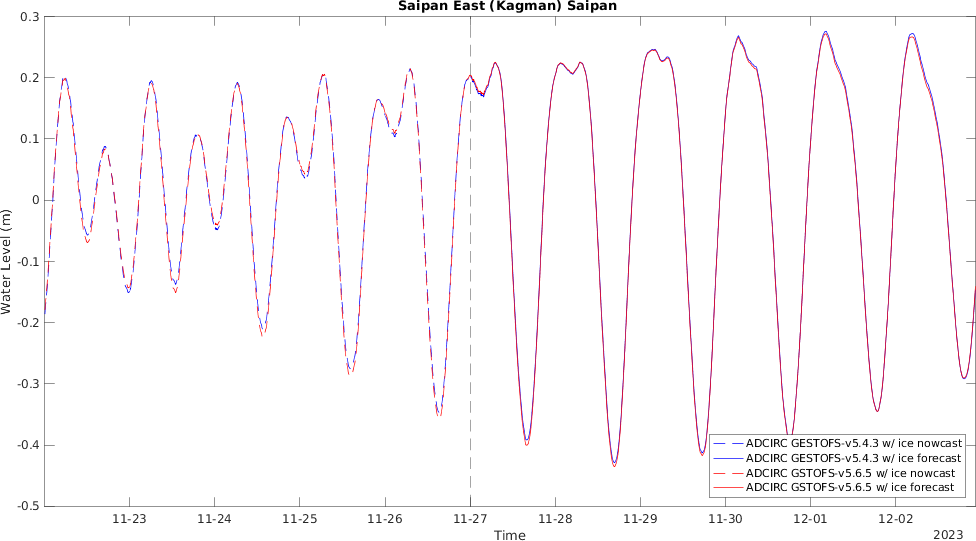 Saipan East (Kagman) Saipan
0.3
0.2
0.1
0
-0.1
-0.2
-0.3
-0.4
-0.5
Water Level (m)
ADCIRC GESTOFS-v5.4.3 w/ ice nowcast
ADCIRC GESTOFS-v5.4.3 w/ ice forecast
ADCIRC GSTOFS-v5.6.5 w/ ice nowcast
ADCIRC GSTOFS-v5.6.5 w/ ice forecast
11-23 11-24 11-25 11-26 11-27 11-28 11-29 11-30 12-01 12-02
Time
2023